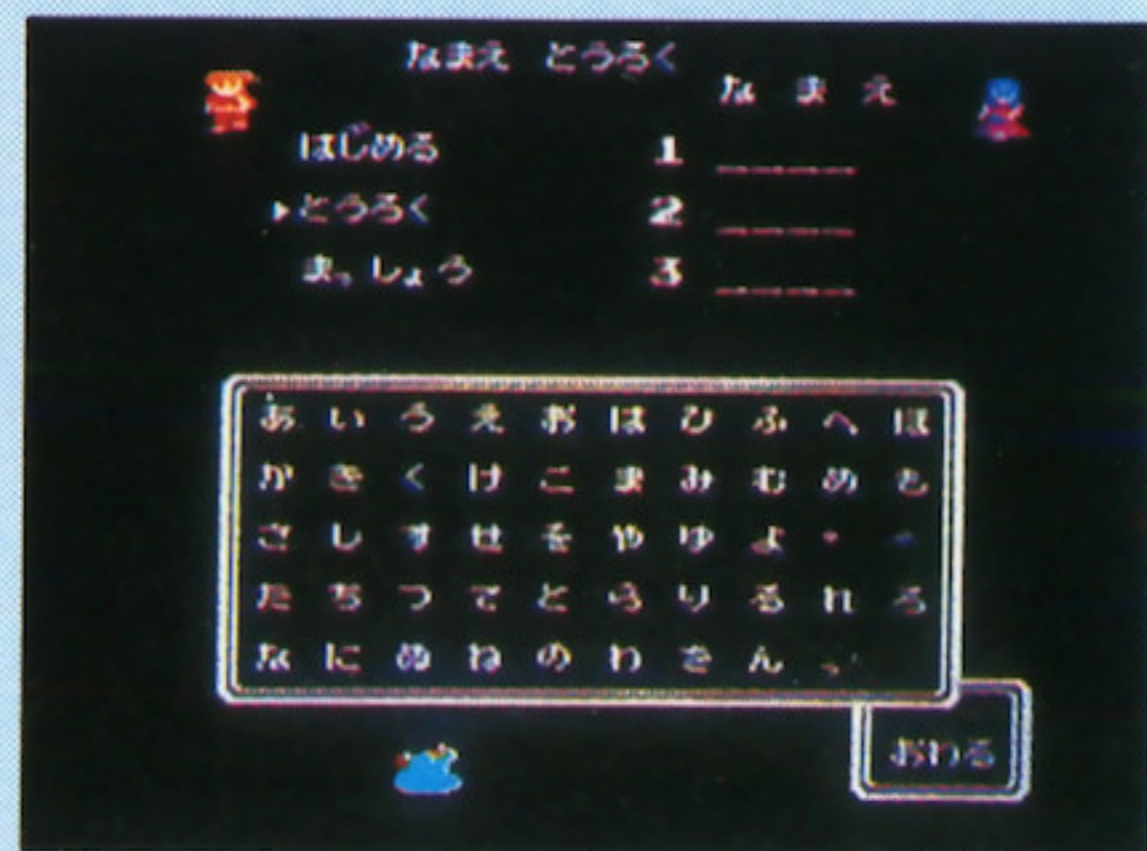 なまえ とうろく
なまえ
はじめる 1
▶とうろく 2
まっしょう 3
あ い う え お は ひ ふ へ ほ
か き く け こ ま み む め も
さ し す せ そ や ゆ よ ゛ ゜
た ち つ て と ら り る れ ろ
な に ぬ ね の わ を ん っ
おわる